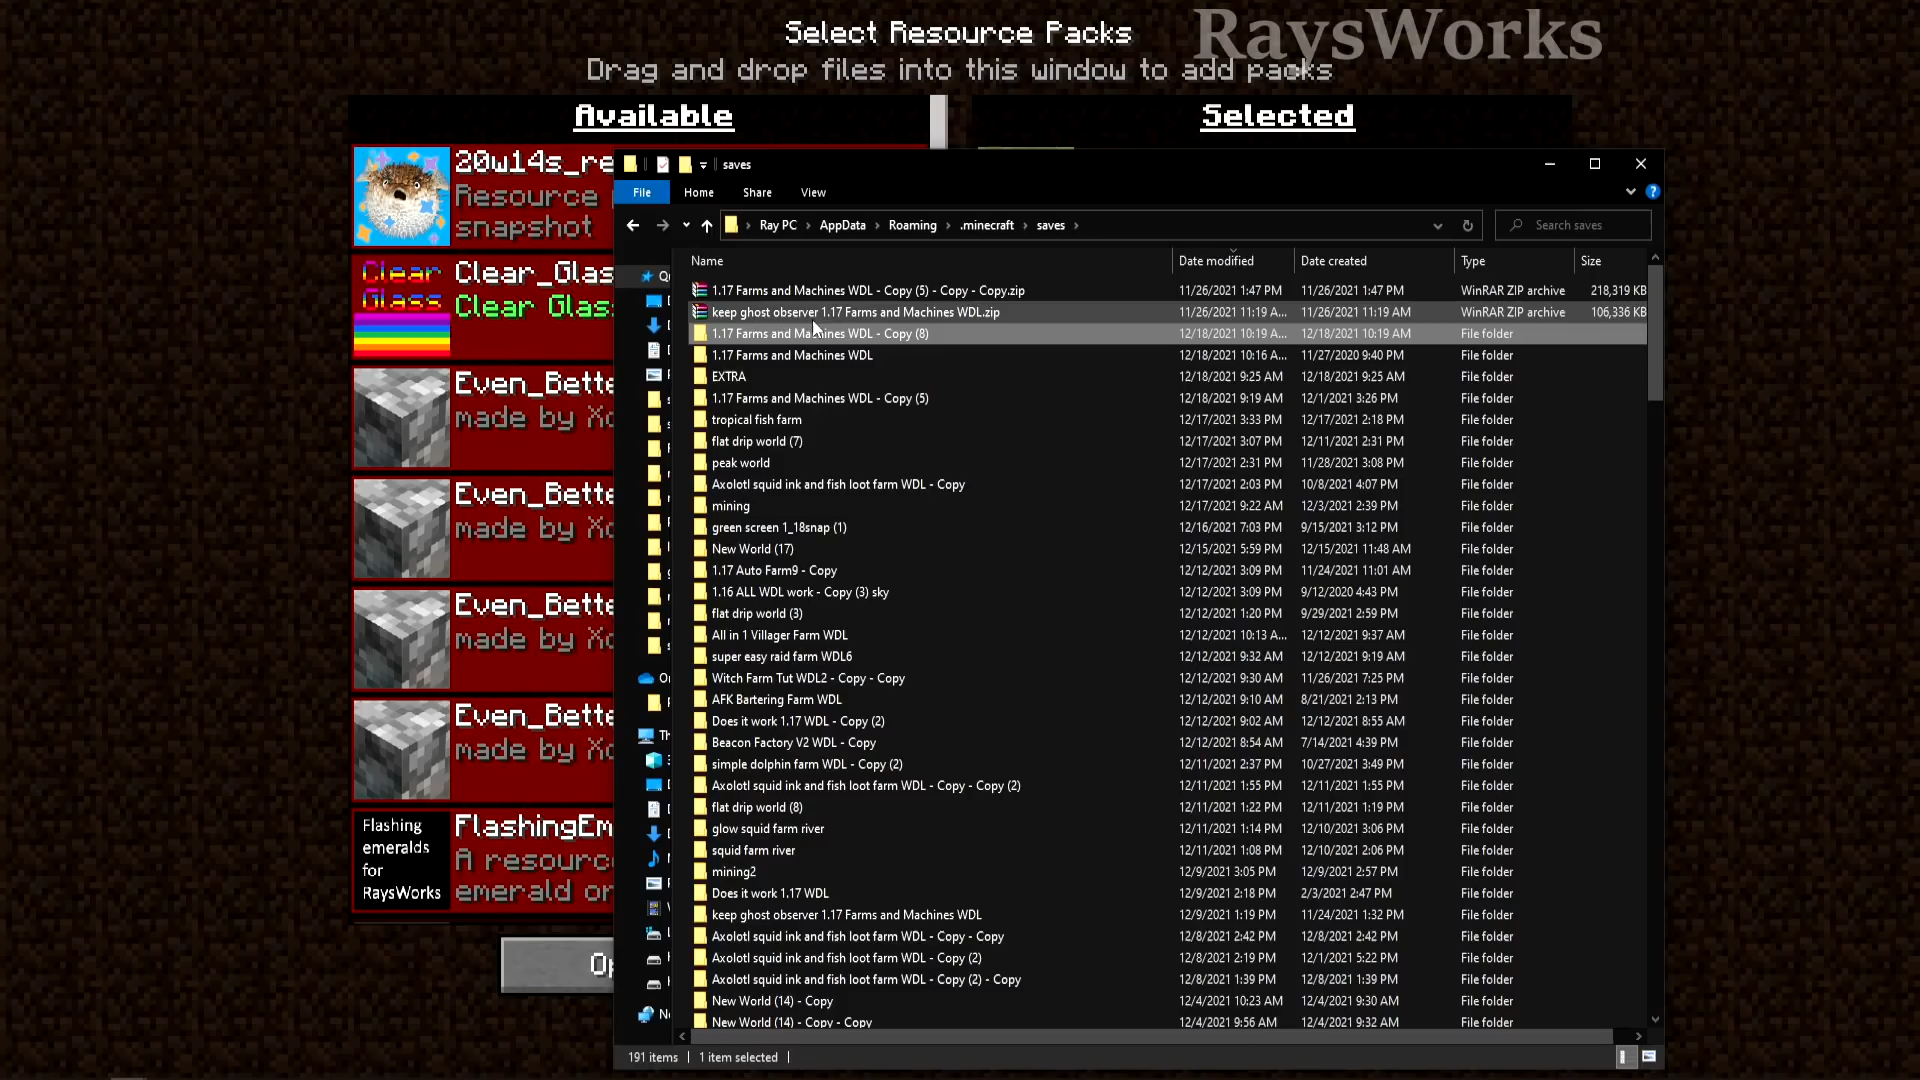 Select Resource Packs
RaysWorks
Drag and drop files into this window to add packs
Available
Selected
20w14s_re
Resource
snapshot
Clear
Glass
Clear_Glas
Clear Glas
Even_Bette
made by Xc
Even_Bette
made by Xc
Even_Bette
made by Xc
Even_Bette
made by Xc
Flashing
emeralds
for
RaysWorks
FlashingEm
A resourc
emerald or
Op
saves
File Home Share View
Ray PC AppData Roaming .minecraft saves
Search saves
Name Date modified Date created Type Size
1.17 Farms and Machines WDL - Copy (5) - Copy - Copy.zip 11/26/2021 1:47 PM 11/26/2021 1:47 PM WinRAR ZIP archive 218,319 KB
keep ghost observer 1.17 Farms and Machines WDL.zip 11/26/2021 11:19 A... 11/26/2021 11:19 AM WinRAR ZIP archive 106,336 KB
1.17 Farms and Machines WDL - Copy (8) 12/18/2021 10:19 A... 12/18/2021 10:19 AM File folder
1.17 Farms and Machines WDL 12/18/2021 10:16 A... 11/27/2020 9:40 PM File folder
EXTRA 12/18/2021 9:25 AM 12/18/2021 9:25 AM File folder
1.17 Farms and Machines WDL - Copy (5) 12/18/2021 9:19 AM 12/1/2021 3:26 PM File folder
tropical fish farm 12/17/2021 3:33 PM 12/17/2021 2:18 PM File folder
flat drip world (7) 12/17/2021 3:07 PM 12/11/2021 2:31 PM File folder
peak world 12/17/2021 2:31 PM 11/28/2021 3:08 PM File folder
Axolotl squid ink and fish loot farm WDL - Copy 12/17/2021 2:03 PM 10/8/2021 4:07 PM File folder
mining 12/17/2021 9:22 AM 12/3/2021 2:39 PM File folder
green screen 1_18snap (1) 12/16/2021 7:03 PM 9/15/2021 3:12 PM File folder
New World (17) 12/15/2021 5:59 PM 12/15/2021 11:48 AM File folder
1.17 Auto Farm9 - Copy 12/12/2021 3:09 PM 11/24/2021 11:01 AM File folder
1.16 ALL WDL work - Copy (3) sky 12/12/2021 3:09 PM 9/12/2020 4:43 PM File folder
flat drip world (3) 12/12/2021 1:20 PM 9/29/2021 2:59 PM File folder
All in 1 Villager Farm WDL 12/12/2021 10:13 A... 12/12/2021 9:37 AM File folder
super easy raid farm WDL6 12/12/2021 9:32 AM 12/12/2021 9:19 AM File folder
Witch Farm Tut WDL2 - Copy - Copy 12/12/2021 9:30 AM 11/26/2021 7:25 PM File folder
AFK Bartering Farm WDL 12/12/2021 9:10 AM 8/21/2021 2:13 PM File folder
Does it work 1.17 WDL - Copy (2) 12/12/2021 9:02 AM 12/12/2021 8:55 AM File folder
Beacon Factory V2 WDL - Copy 12/12/2021 8:54 AM 7/14/2021 4:39 PM File folder
simple dolphin farm WDL - Copy (2) 12/11/2021 2:37 PM 10/27/2021 3:49 PM File folder
Axolotl squid ink and fish loot farm WDL - Copy - Copy (2) 12/11/2021 1:55 PM 12/11/2021 1:55 PM File folder
flat drip world (8) 12/11/2021 1:22 PM 12/11/2021 1:19 PM File folder
glow squid farm river 12/11/2021 1:14 PM 12/10/2021 3:06 PM File folder
squid farm river 12/11/2021 1:08 PM 12/10/2021 2:06 PM File folder
mining2 12/9/2021 3:05 PM 12/9/2021 2:57 PM File folder
Does it work 1.17 WDL 12/9/2021 2:18 PM 2/3/2021 2:47 PM File folder
keep ghost observer 1.17 Farms and Machines WDL 12/9/2021 1:19 PM 11/24/2021 1:32 PM File folder
Axolotl squid ink and fish loot farm WDL - Copy - Copy 12/8/2021 2:42 PM 12/8/2021 2:42 PM File folder
Axolotl squid ink and fish loot farm WDL - Copy (2) 12/8/2021 2:19 PM 12/1/2021 5:22 PM File folder
Axolotl squid ink and fish loot farm WDL - Copy (2) - Copy 12/8/2021 1:39 PM 12/8/2021 1:39 PM File folder
New World (14) - Copy 12/4/2021 10:23 AM 12/4/2021 9:30 AM File folder
New World (14) - Copy - Copy 12/4/2021 9:56 AM 12/4/2021 9:32 AM File folder
191 items 1 item selected